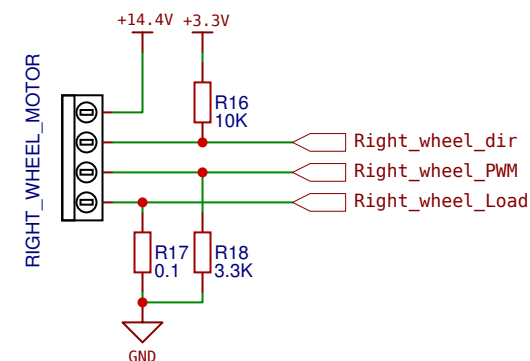 +14.4V
+3.3V
RIGHT_WHEEL_MOTOR
R16
10K
Right_wheel_dir
Right_wheel_PWM
Right_wheel_Load
R17
0.1
R18
3.3K
GND